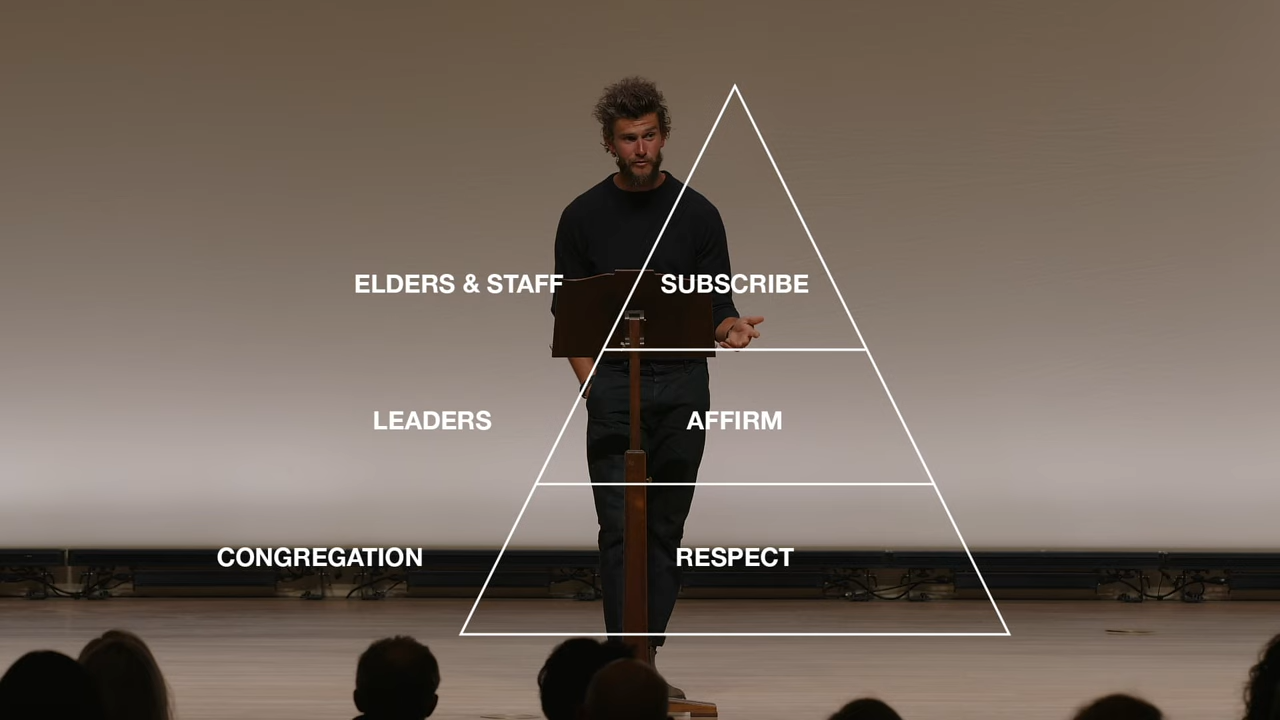 ELDERS & STAFF SUBSCRIBE
LEADERS AFFIRM
CONGREGATION RESPECT